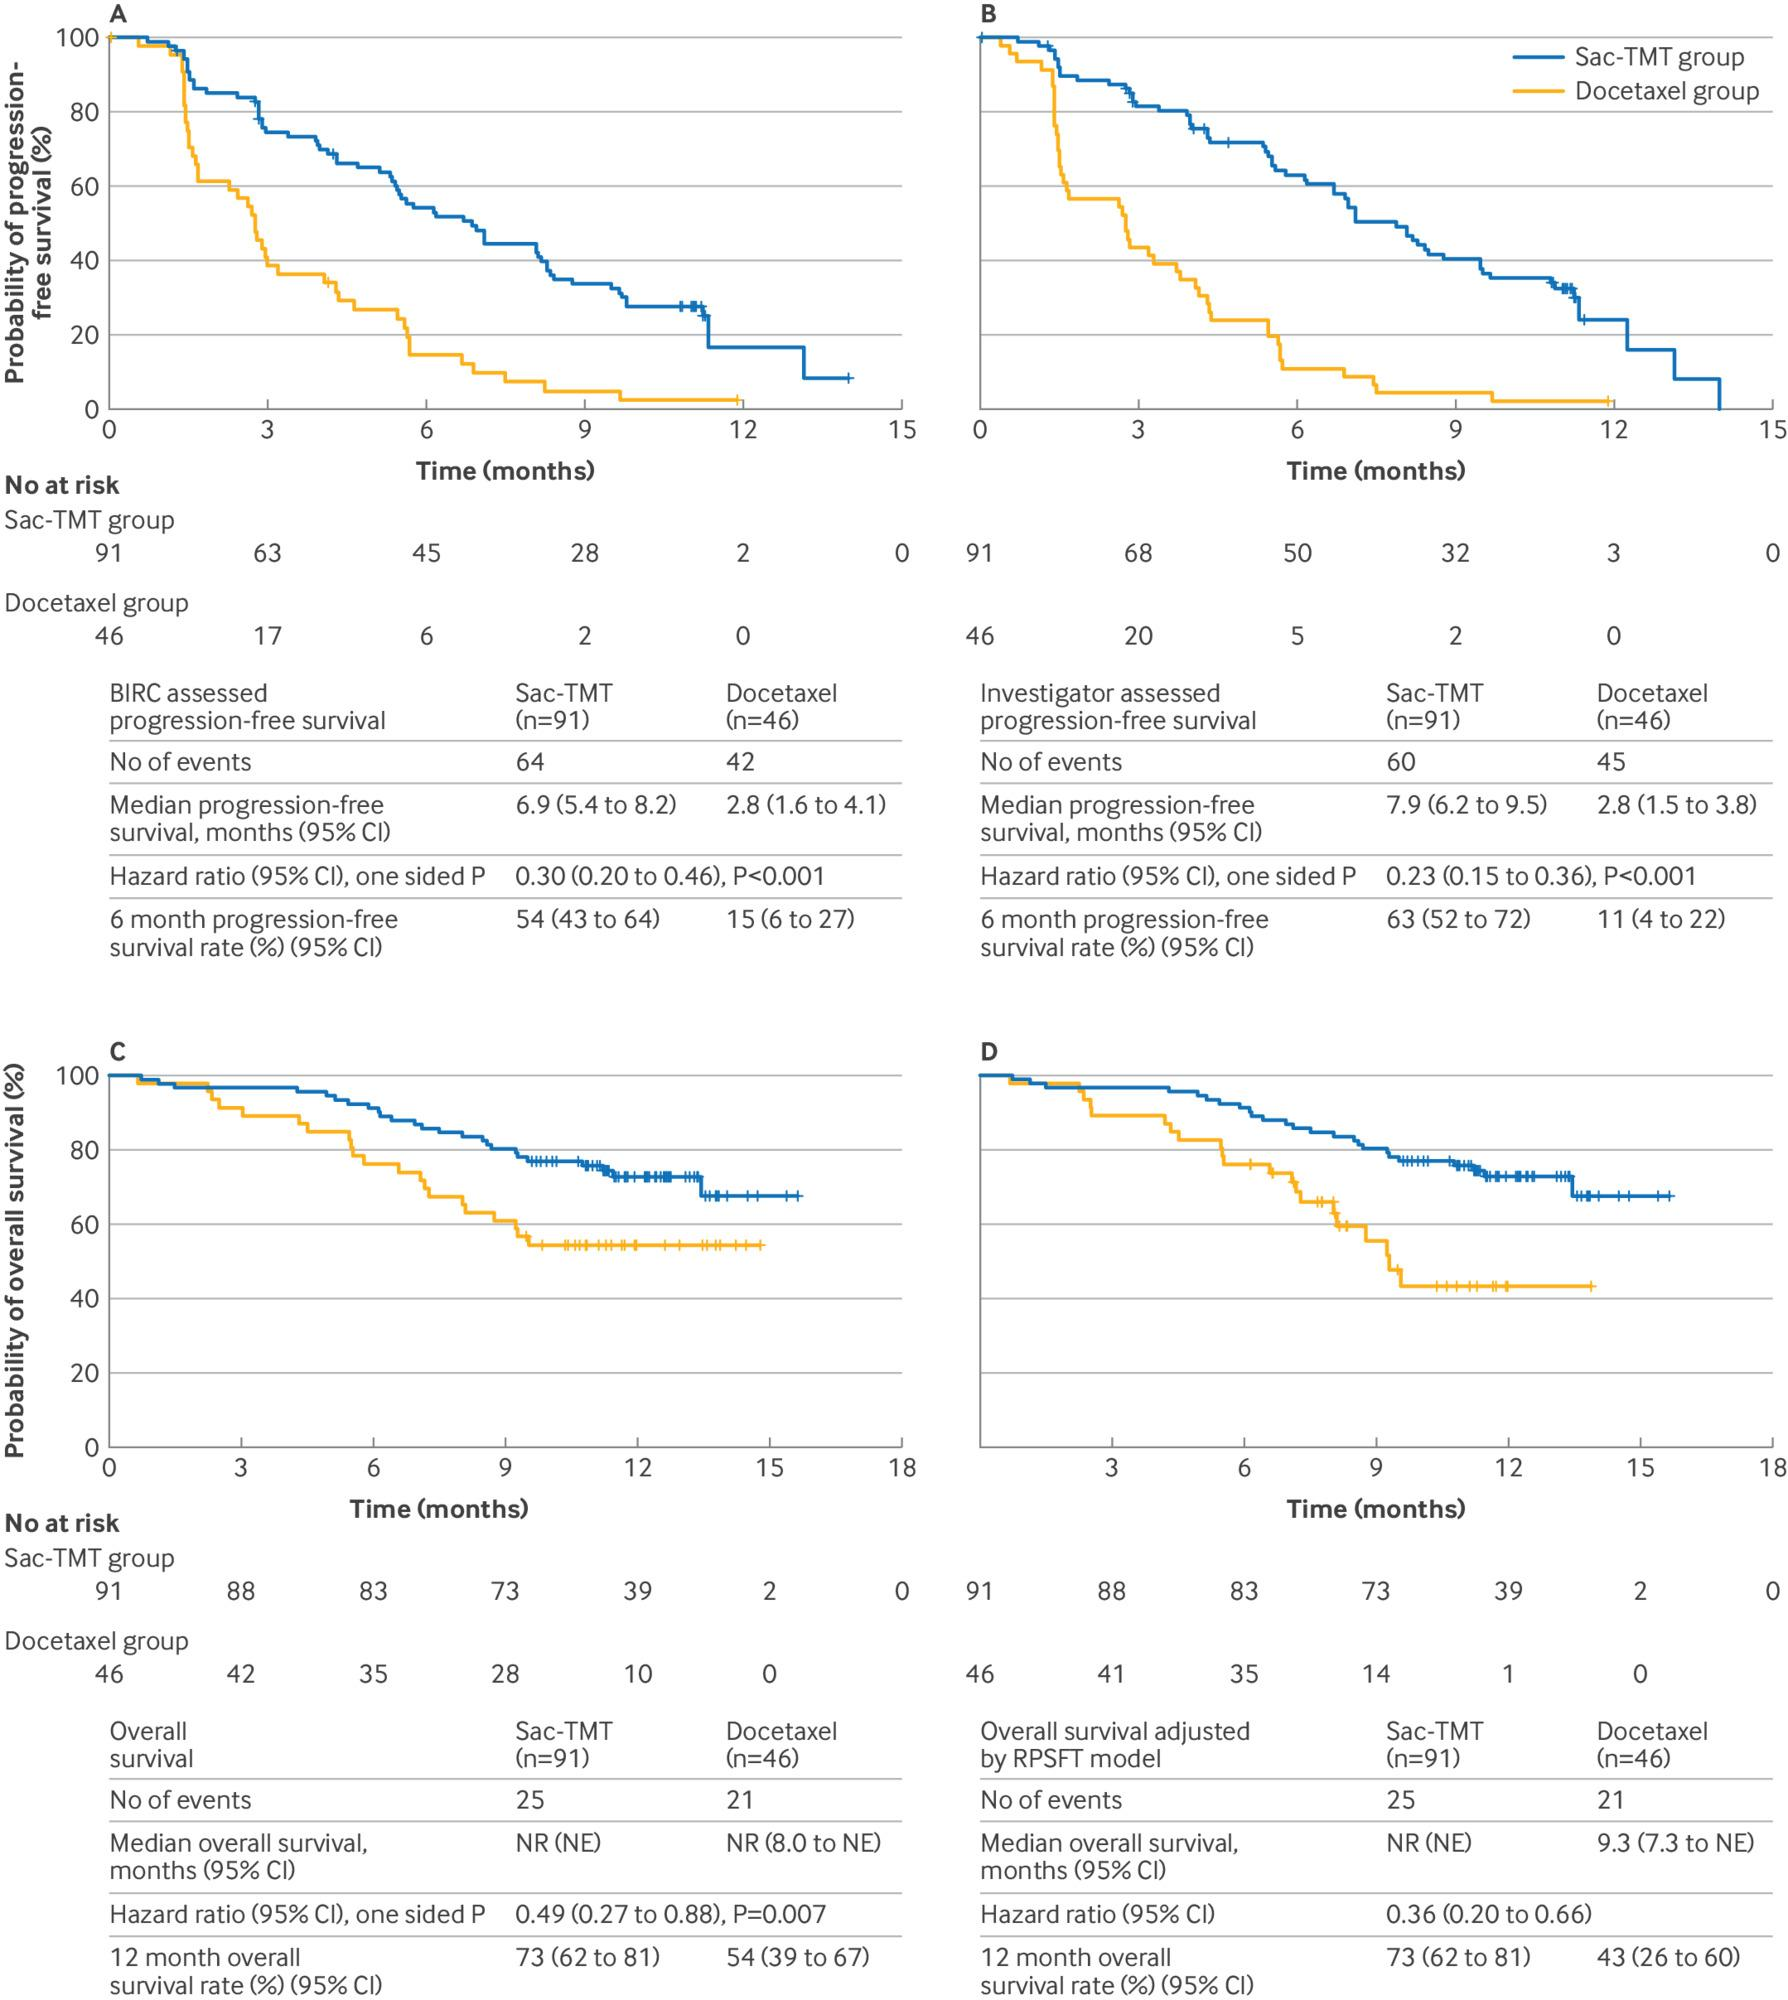 A
Probability of progression-
free survival (%)
100
80
60
40
20
0
0 3 6 9 12 15
Time (months)
No at risk
Sac-TMT group
91 63 45 28 2 0
Docetaxel group
46 17 6 2 0
BIRC assessed
progression-free survival
Sac-TMT
(n=91)
Docetaxel
(n=46)
No of events 64 42
Median progression-free
survival, months (95% CI)
6.9 (5.4 to 8.2) 2.8 (1.6 to 4.1)
Hazard ratio (95% CI), one sided P 0.30 (0.20 to 0.46), P<0.001
6 month progression-free
survival rate (%) (95% CI)
54 (43 to 64) 15 (6 to 27)
B
Sac-TMT group
Docetaxel group
0 3 6 9 12 15
Time (months)
91 68 50 32 3 0
46 20 5 2 0
Investigator assessed
progression-free survival
Sac-TMT
(n=91)
Docetaxel
(n=46)
No of events 60 45
Median progression-free
survival, months (95% CI)
7.9 (6.2 to 9.5) 2.8 (1.5 to 3.8)
Hazard ratio (95% CI), one sided P 0.23 (0.15 to 0.36), P<0.001
6 month progression-free
survival rate (%) (95% CI)
63 (52 to 72) 11 (4 to 22)
C
Probability of overall survival (%)
100
80
60
40
20
0
0 3 6 9 12 15 18
Time (months)
No at risk
Sac-TMT group
91 88 83 73 39 2 0
Docetaxel group
46 42 35 28 10 0
Overall
survival
Sac-TMT
(n=91)
Docetaxel
(n=46)
No of events 25 21
Median overall survival,
months (95% CI)
NR (NE) NR (8.0 to NE)
Hazard ratio (95% CI), one sided P 0.49 (0.27 to 0.88), P=0.007
12 month overall
survival rate (%) (95% CI)
73 (62 to 81) 54 (39 to 67)
D
3 6 9 12 15 18
Time (months)
91 88 83 73 39 2 0
46 41 35 14 1 0
Overall survival adjusted
by RPSFT model
Sac-TMT
(n=91)
Docetaxel
(n=46)
No of events 25 21
Median overall survival,
months (95% CI)
NR (NE) 9.3 (7.3 to NE)
Hazard ratio (95% CI) 0.36 (0.20 to 0.66)
12 month overall
survival rate (%) (95% CI)
73 (62 to 81) 43 (26 to 60)